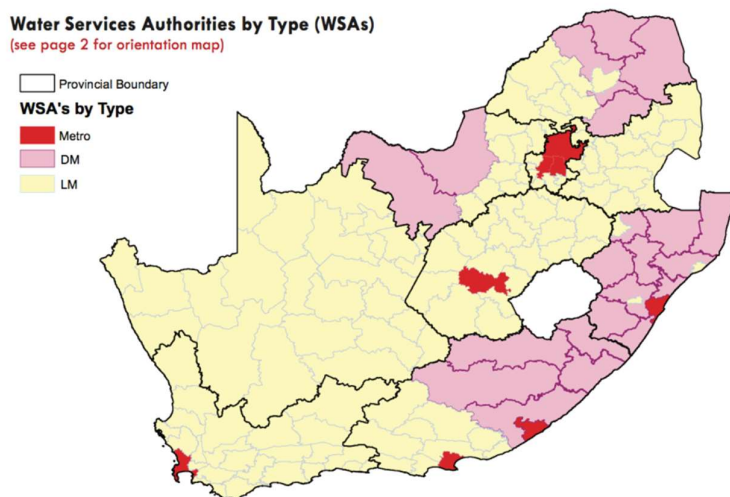 Water Services Authorities by Type (WSAs)
(see page 2 for orientation map)
Provincial Boundary
WSA's by Type
Metro
DM
LM